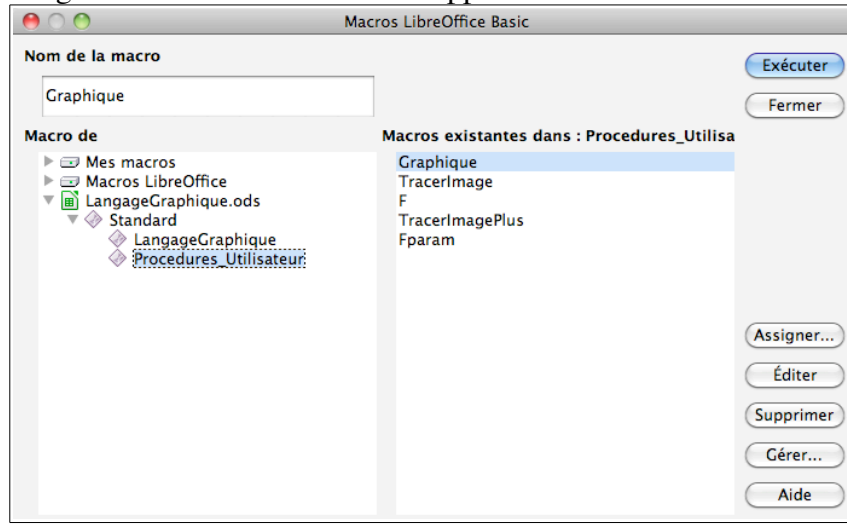 Macros LibreOffice Basic
Nom de la macro
Exécuter
Graphique
Fermer
Macro de
Macros existantes dans : Procedures_Utilisa
Mes macros
Macros LibreOffice
LangageGraphique.ods
Standard
LangageGraphique
Procedures_Utilisateur
Graphique
TracerImage
F
TracerImagePlus
Fparam
Assigner...
Éditer
Supprimer
Gérer...
Aide